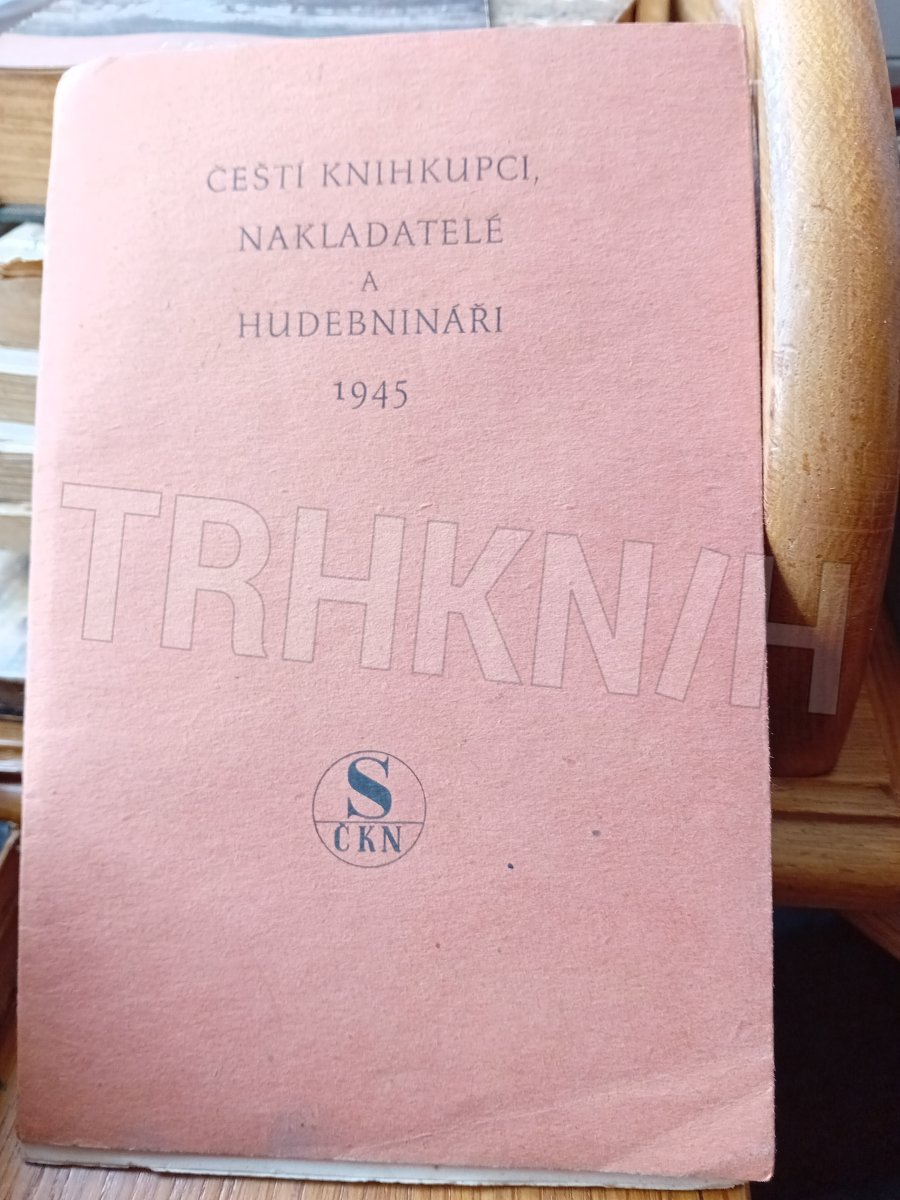 ČEŠTÍ KNIHKUPCI,
NAKLADATELÉ
A
HUDEBNINÁŘI
1945
TRHKNIH
S
ČKN